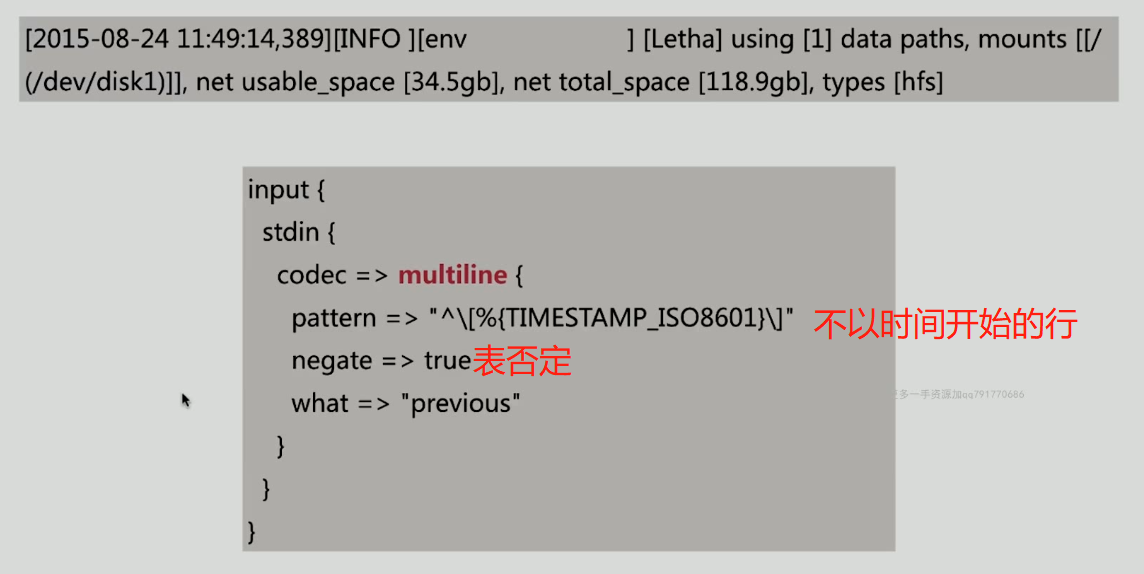 [2015-08-24 11:49:14,389][INFO ][env                    ] [Letha] using [1] data paths, mounts [[/
(/dev/disk1)]], net usable_space [34.5gb], net total_space [118.9gb], types [hfs]
input {
stdin {
codec => multiline {
pattern => "^\[%{TIMESTAMP_ISO8601}\]" 不以时间开始的行
negate => true表否定
更多一手资源加qq791770686
what => "previous"
}
}
}